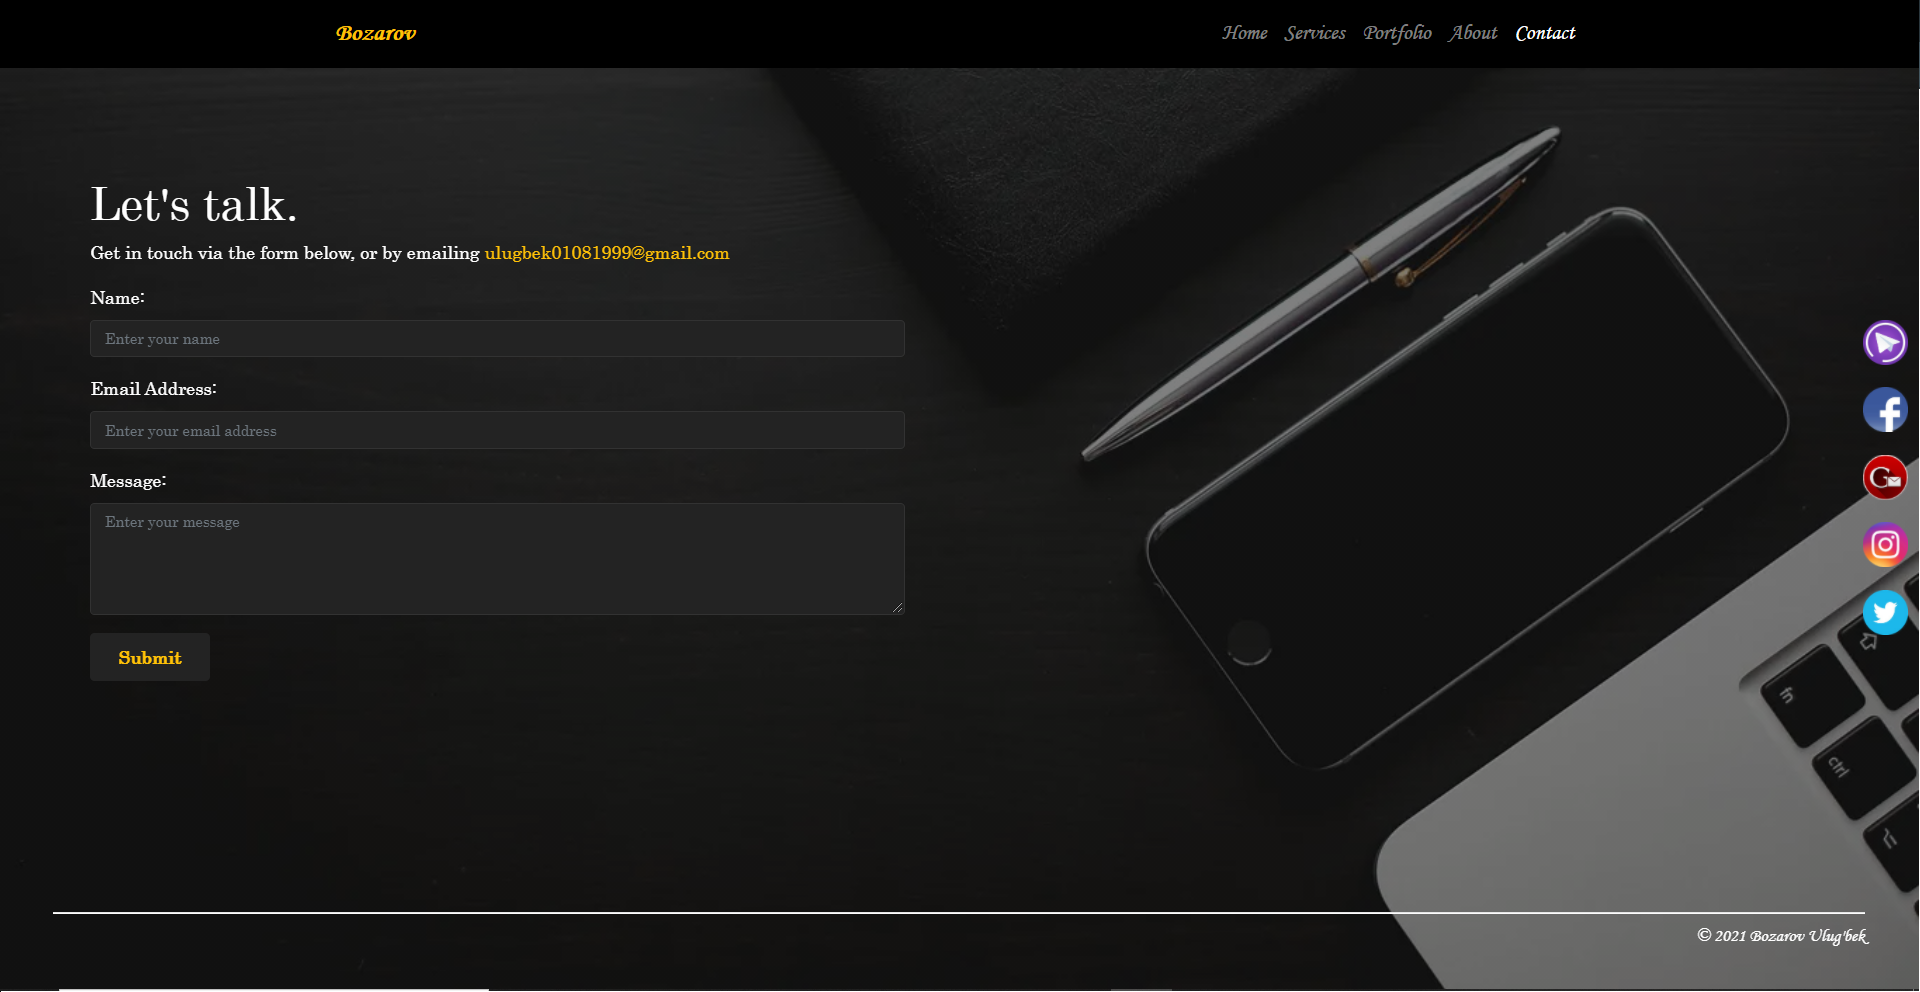 Bozarov
Home Services Portfolio About Contact
Let's talk.
Get in touch via the form below, or by emailing ulugbek01081999@gmail.com
Name:
Enter your name
Email Address:
Enter your email address
Message:
Enter your message
Submit
fn
ctrl
© 2021 Bozarov Ulug'bek